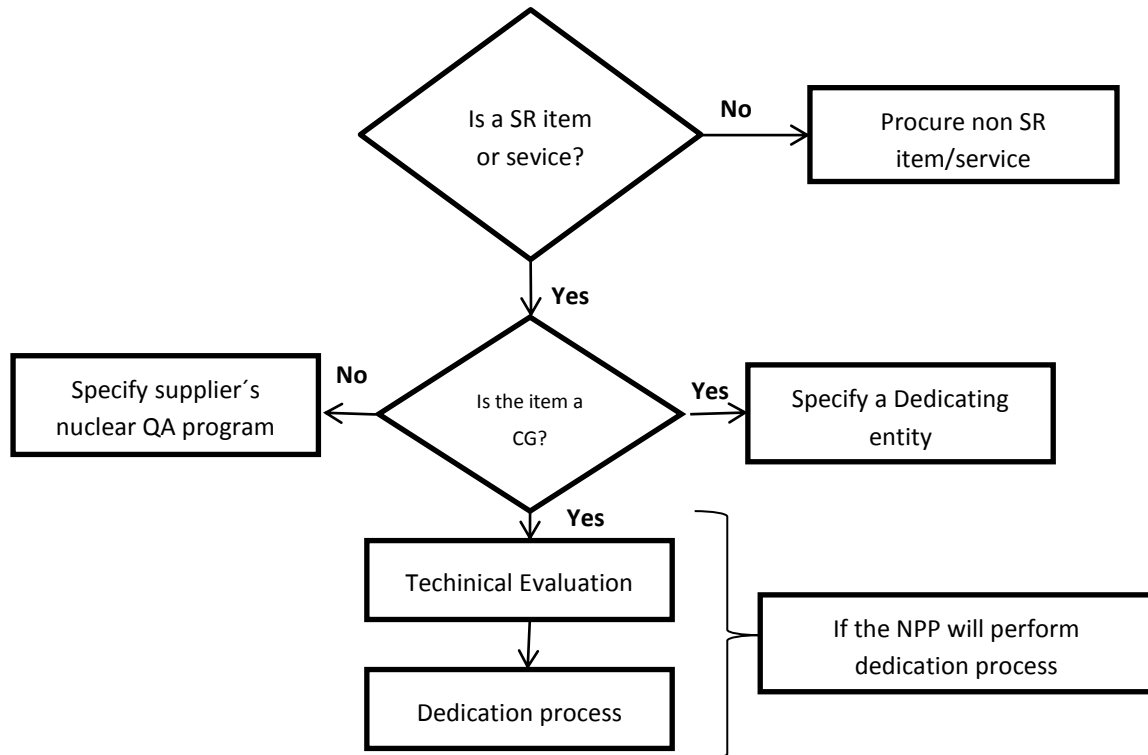 Is a SR item
or sevice?
No
Procure non SR
item/service
Yes
Specify supplier´s
nuclear QA program
No
Is the item a
CG?
Yes
Specify a Dedicating
entity
Yes
Techinical Evaluation
If the NPP will perform
dedication process
Dedication process